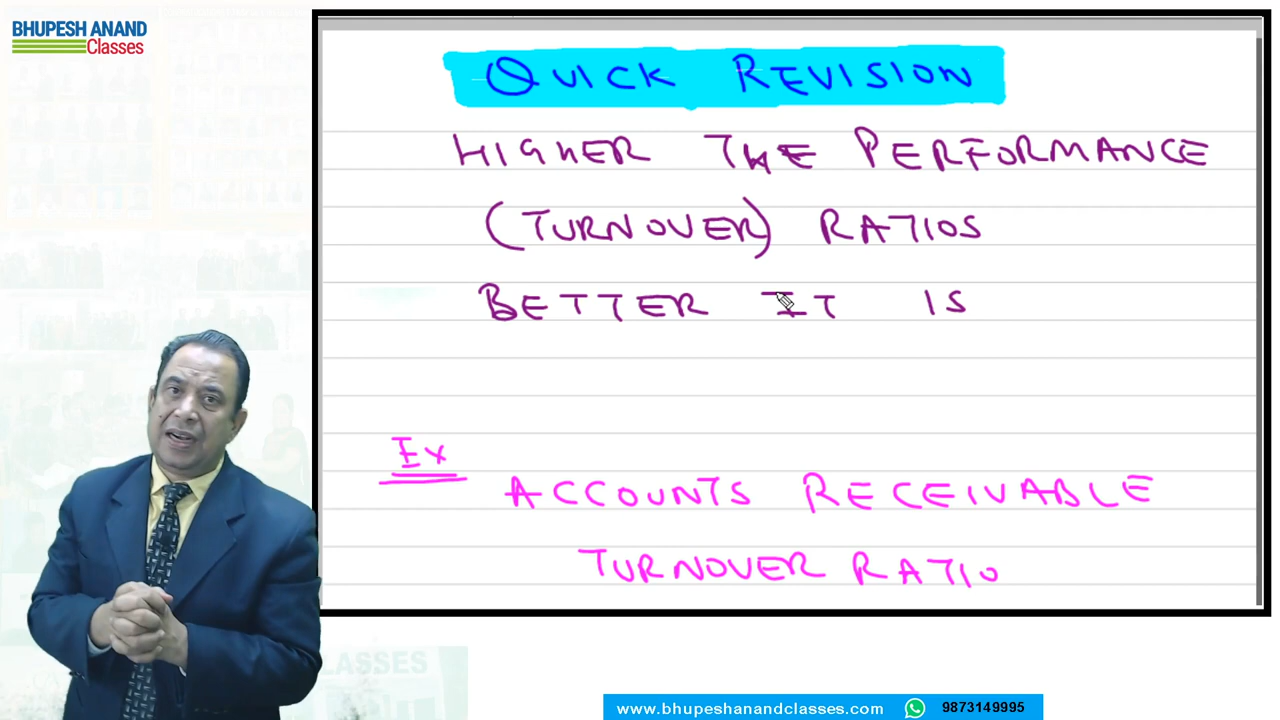 BHUPESH ANAND
Classes
QUICK REVISION
HIGHER THE PERFORMANCE
(TURNOVER) RATIOS
BETTER IT IS
Ex
ACCOUNTS RECEIVABLE
TURNOVER RATIO
LASSES
www.bhupeshanandclasses.com 9873149995